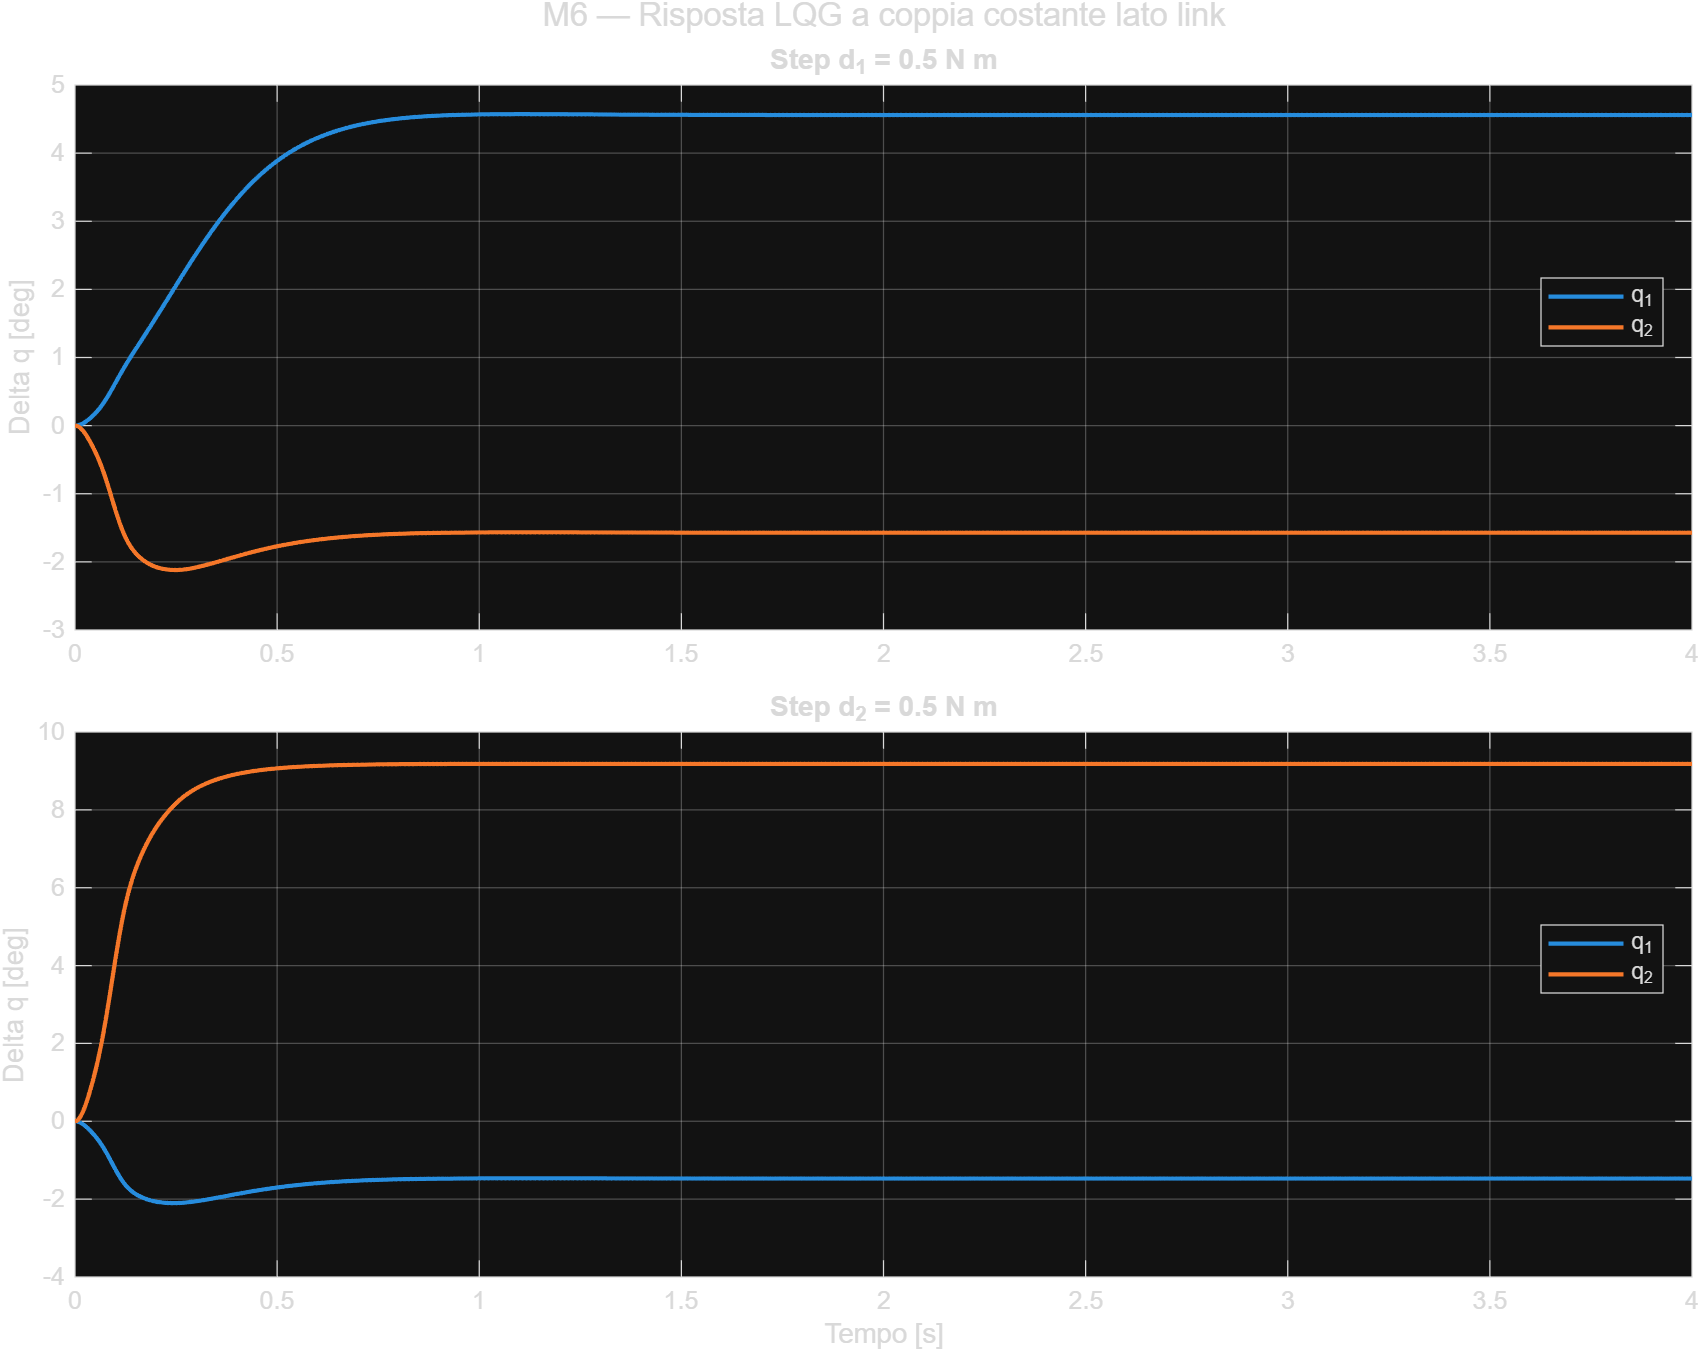 M6 — Risposta LQG a coppia costante lato link
Step d₁ = 0.5 N m
5
4
3
2
1
0
-1
-2
-3
Delta q [deg]
q₁
q₂
0 0.5 1 1.5 2 2.5 3 3.5 4
Step d₂ = 0.5 N m
10
8
6
4
2
0
-2
-4
Delta q [deg]
q₁
q₂
0 0.5 1 1.5 2 2.5 3 3.5 4
Tempo [s]